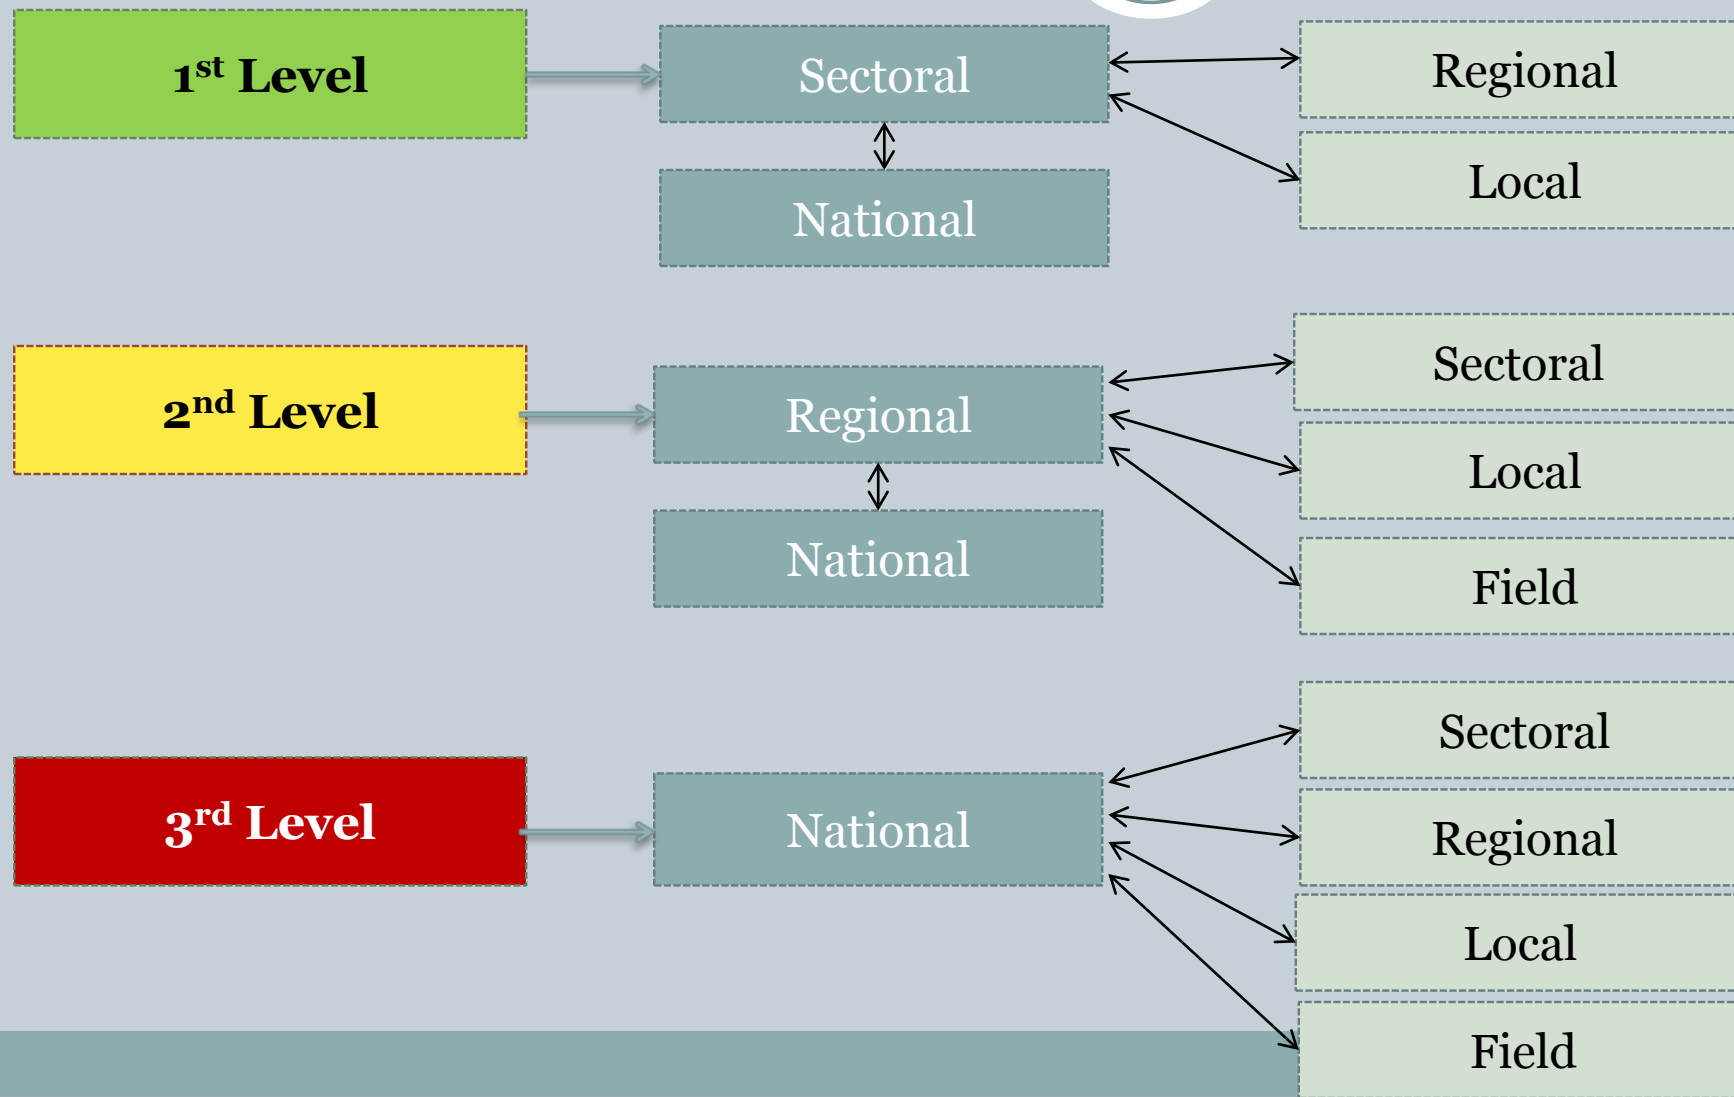 1st Level
Sectoral
National
Regional
Local
2nd Level
Regional
National
Sectoral
Local
Field
3rd Level
National
Sectoral
Regional
Local
Field